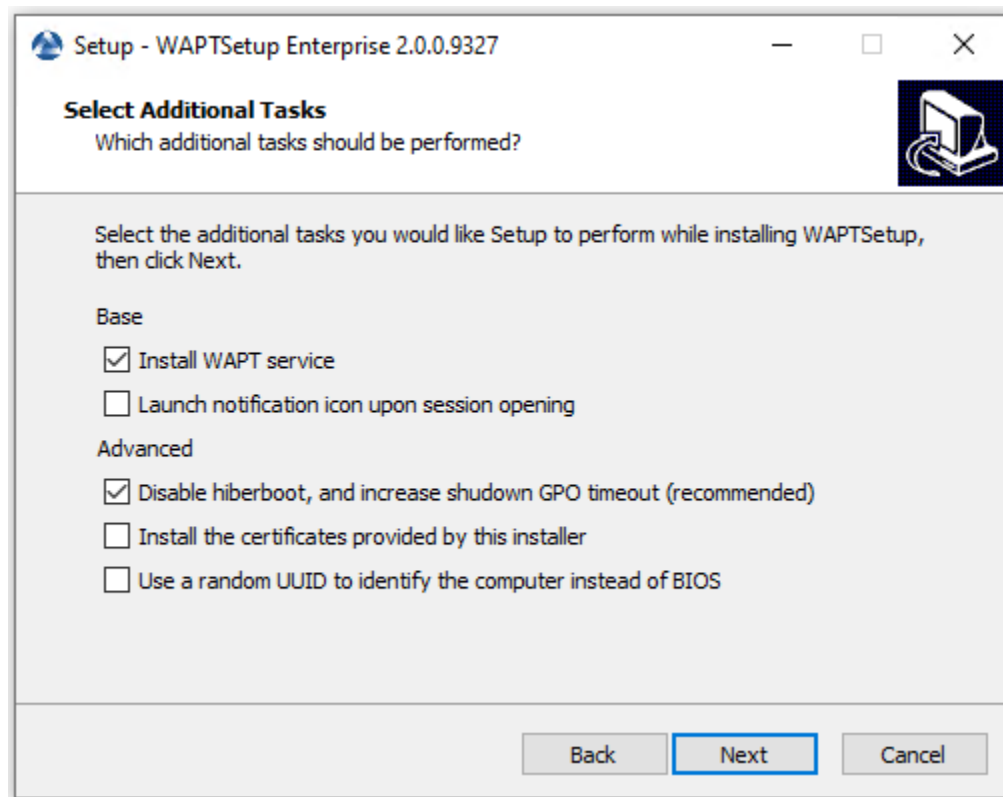 Setup - WAPTSetup Enterprise 2.0.0.9327
Select Additional Tasks
Which additional tasks should be performed?
Select the additional tasks you would like Setup to perform while installing WAPTSetup,
then click Next.
Base
Install WAPT service
Launch notification icon upon session opening
Advanced
Disable hiberboot, and increase shudown GPO timeout (recommended)
Install the certificates provided by this installer
Use a random UUID to identify the computer instead of BIOS
Back Next Cancel